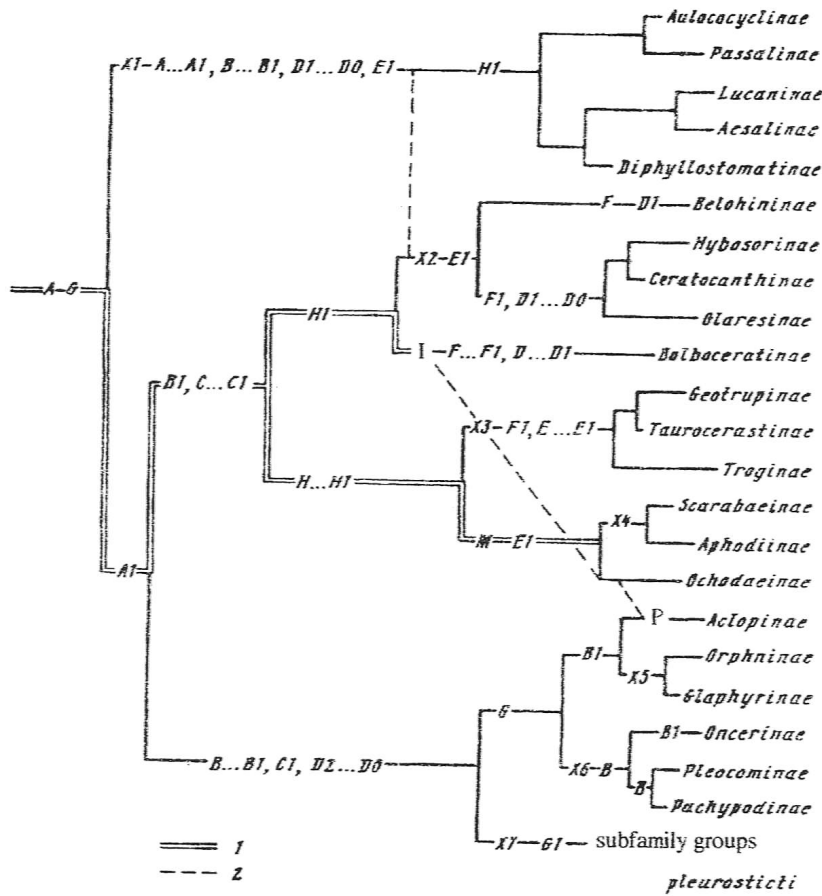 Aulacocyclinae
X1–A...A1, B...B1, D1...D0, E1
H1
Passalinae
Lucaninae
Aesalinae
Diphyllostomatinae
F—D1—Belohininae
Hybosorinae
X2–E1
Ceratocanthinae
A–G
F1, D1...D0
H1
Glaresinae
I–F...F1, D...D1
Bolboceratinae
B1, C...C1
Geotrupinae
X3–F1, E...E1
Taurocerastinae
Troginae
H...H1
Scarabaeinae
X4
M–E1
Aphodiinae
A1
Ochodaeinae
P—Aclopinae
B1
Orphninae
X5
Glaphyrinae
G
B1—Oncerinae
B...B1, C1, D2...D0
X6–B
Pleocominae
B
Pachypodinae
1
X7—G1—subfamily groups
2
pleurosticti